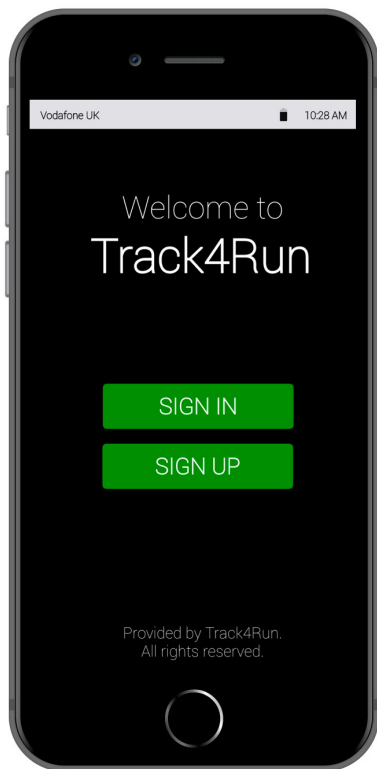 Vodafone UK 10:28 AM
Welcome to
Track4Run
SIGN IN
SIGN UP
Provided by Track4Run.
All rights reserved.